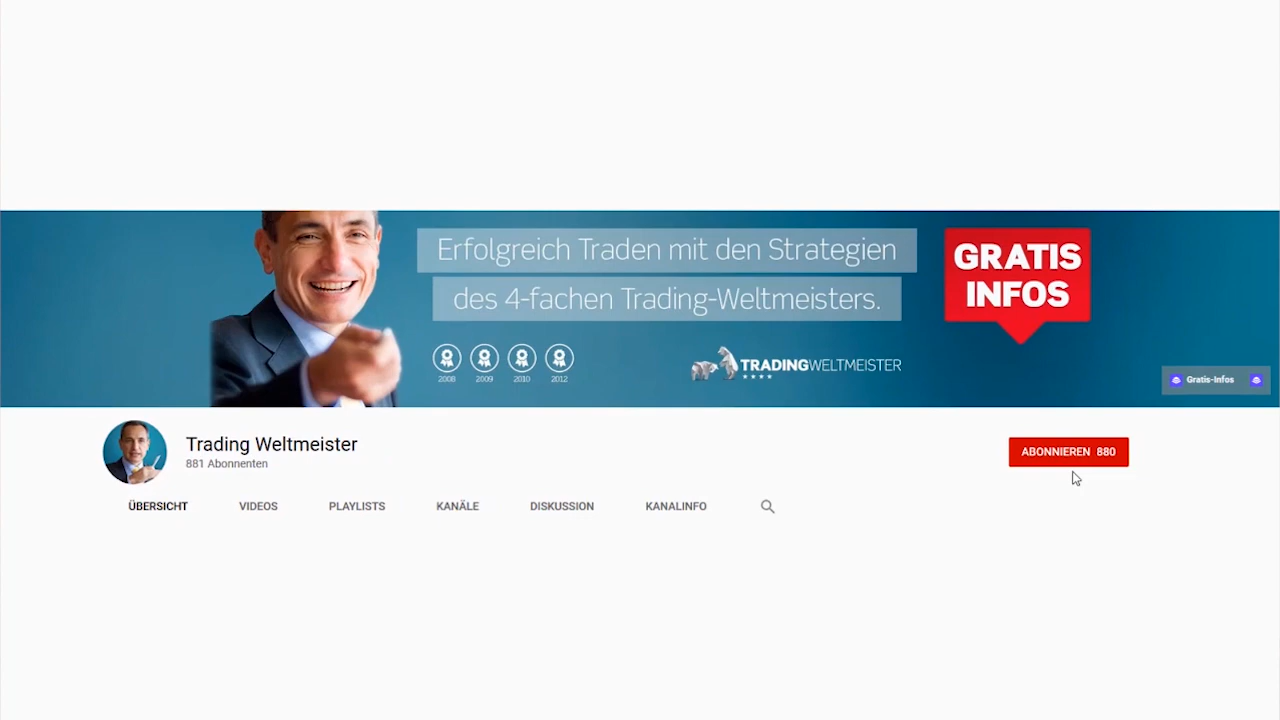 Erfolgreich Traden mit den Strategien
des 4-fachen Trading-Weltmeisters.
GRATIS
INFOS
2008 2009 2010 2012
TRADINGWELTMEISTER
Gratis-Infos
Trading Weltmeister
881 Abonnenten
ABONNIEREN 880
ÜBERSICHT VIDEOS PLAYLISTS KANÄLE DISKUSSION KANALINFO